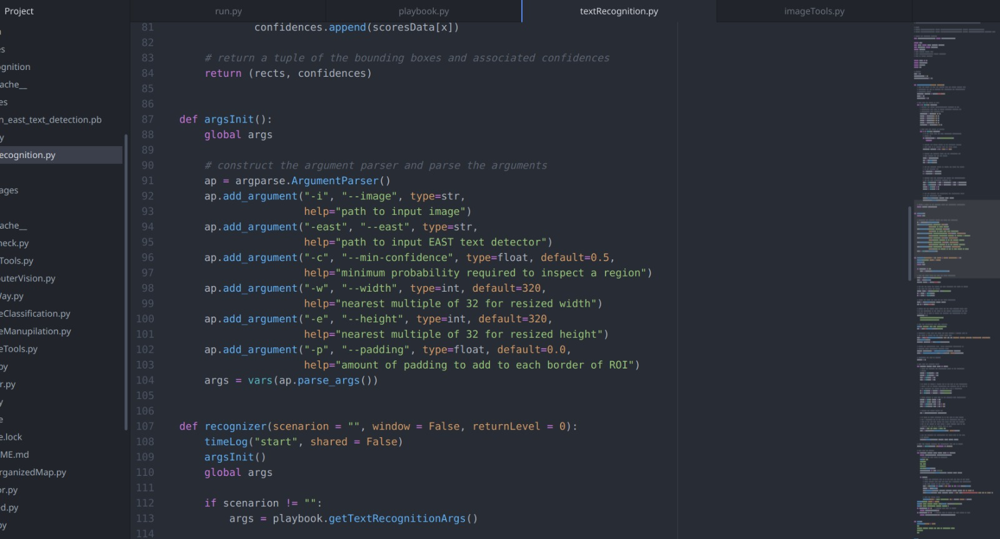 Project
run.py
playbook.py
textRecognition.py
imageTools.py
es
ognition
ache__
es
n_east_text_detection.pb
y
ecognition.py
ages
ache__
heck.py
Tools.py
outerVision.py
Way.py
eClassification.py
eManupilation.py
eTools.py
py
r.py
y
e
e.lock
ME.md
rganizedMap.py
or.py
d.py
py
81 confidences.append(scoresData[x])
82
83 # return a tuple of the bounding boxes and associated confidences
84 return (rects, confidences)
85
86
87 def argsInit():
88 global args
89
90 # construct the argument parser and parse the arguments
91 ap = argparse.ArgumentParser()
92 ap.add_argument("-i", "--image", type=str,
93 help="path to input image")
94 ap.add_argument("-east", "--east", type=str,
95 help="path to input EAST text detector")
96 ap.add_argument("-c", "--min-confidence", type=float, default=0.5,
97 help="minimum probability required to inspect a region")
98 ap.add_argument("-w", "--width", type=int, default=320,
99 help="nearest multiple of 32 for resized width")
100 ap.add_argument("-e", "--height", type=int, default=320,
101 help="nearest multiple of 32 for resized height")
102 ap.add_argument("-p", "--padding", type=float, default=0.0,
103 help="amount of padding to add to each border of ROI")
104 args = vars(ap.parse_args())
105
106
107 def recognizer(scenarion = "", window = False, returnLevel = 0):
108 timeLog("start", shared = False)
109 argsInit()
110 global args
111
112 if scenarion != "":
113 args = playbook.getTextRecognitionArgs()
114